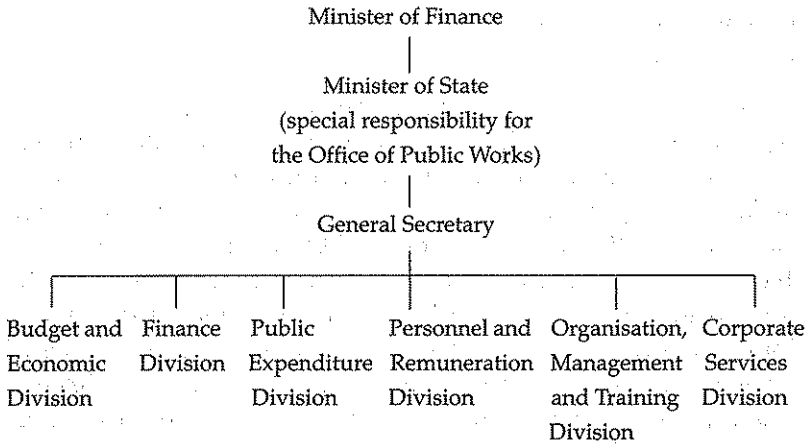 Minister of Finance
Minister of State
(special responsibility for
the Office of Public Works)
General Secretary
Budget and
Economic
Division
Finance
Division
Public
Expenditure
Division
Personnel and
Remuneration
Division
Organisation,
Management
and Training
Division
Corporate
Services
Division